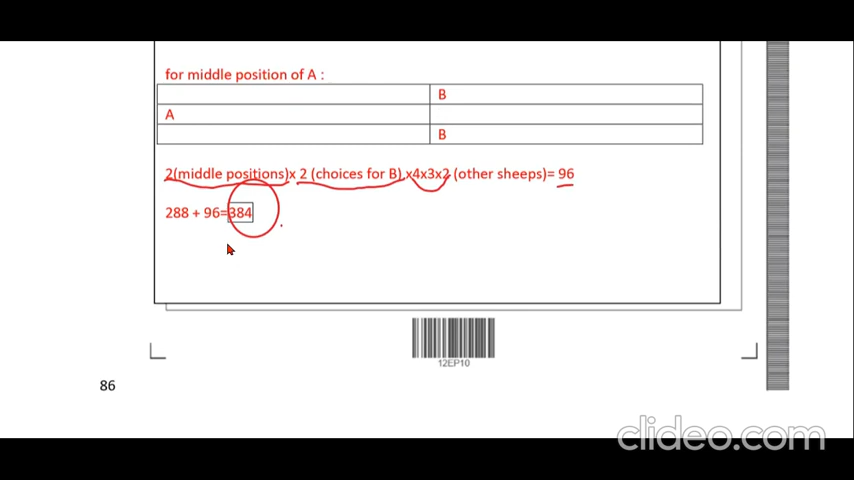 for middle position of A :
B
A
B
2(middle positions)x 2 (choices for B) x4x3x2 (other sheeps)= 96
288 + 96=384
12EP10
86
clideo.com